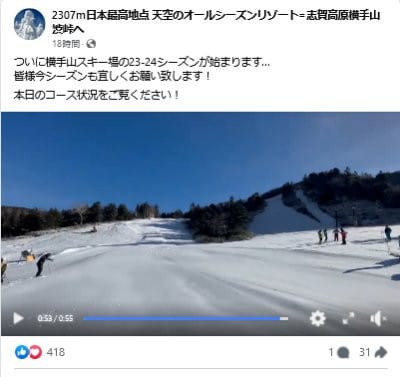 2307m日本最高地点 天空のオールシーズンリゾート=志賀高原横手山
渋峠へ
18時間 ·
ついに横手山スキー場の23-24シーズンが始まります...
皆様今シーズンも宜しくお願い致します！
本日のコース状況をご覧ください！
0:53 / 0:55
418
1
31